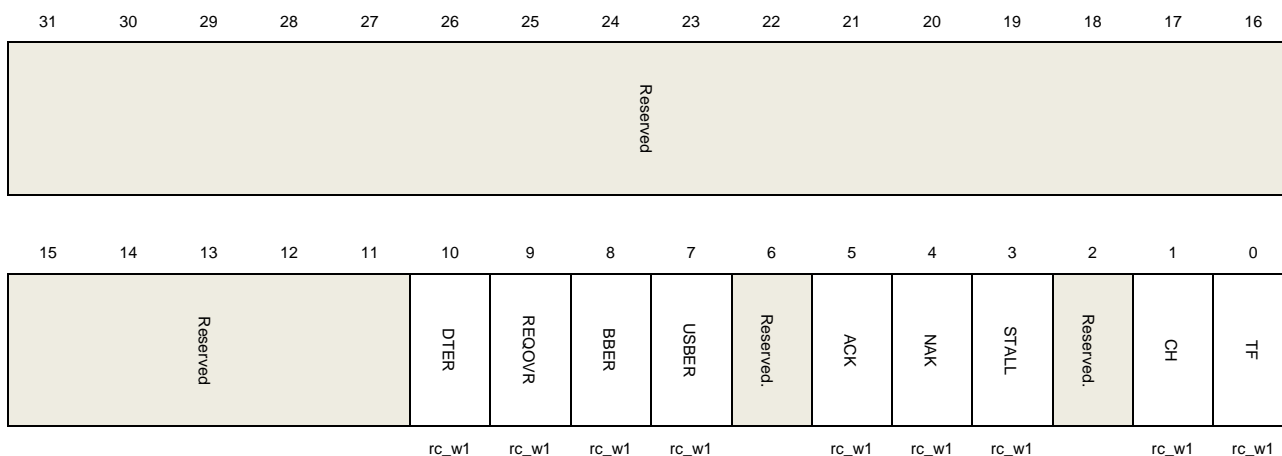 31 30 29 28 27 26 25 24 23 22 21 20 19 18 17 16
Reserved
15 14 13 12 11 10 9 8 7 6 5 4 3 2 1 0
Reserved DTER REQOVR BBER USBER Reserved. ACK NAK STALL Reserved. CH TF
rc_w1 rc_w1 rc_w1 rc_w1 rc_w1 rc_w1 rc_w1 rc_w1 rc_w1